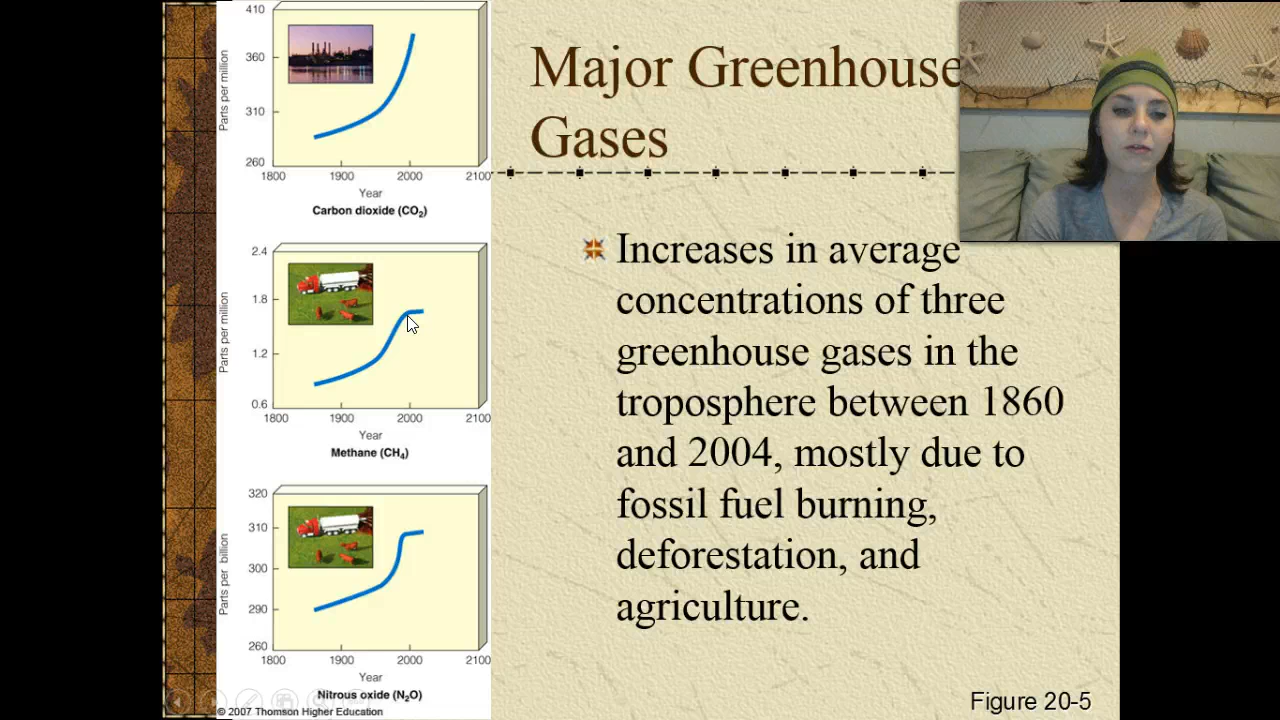 Major Greenhouse
Gases
Increases in average
concentrations of three
greenhouse gases in the
troposphere between 1860
and 2004, mostly due to
fossil fuel burning,
deforestation, and
agriculture.
Figure 20-5
410
360
310
260
Parts per million
1800 1900 2000 2100
Year
Carbon dioxide (CO₂)
2.4
1.8
1.2
0.6
Parts per million
1800 1900 2000 2100
Year
Methane (CH₄)
320
310
300
290
260
Parts per billion
1800 1900 2000 2100
Year
Nitrous oxide (N₂O)
© 2007 Thomson Higher Education